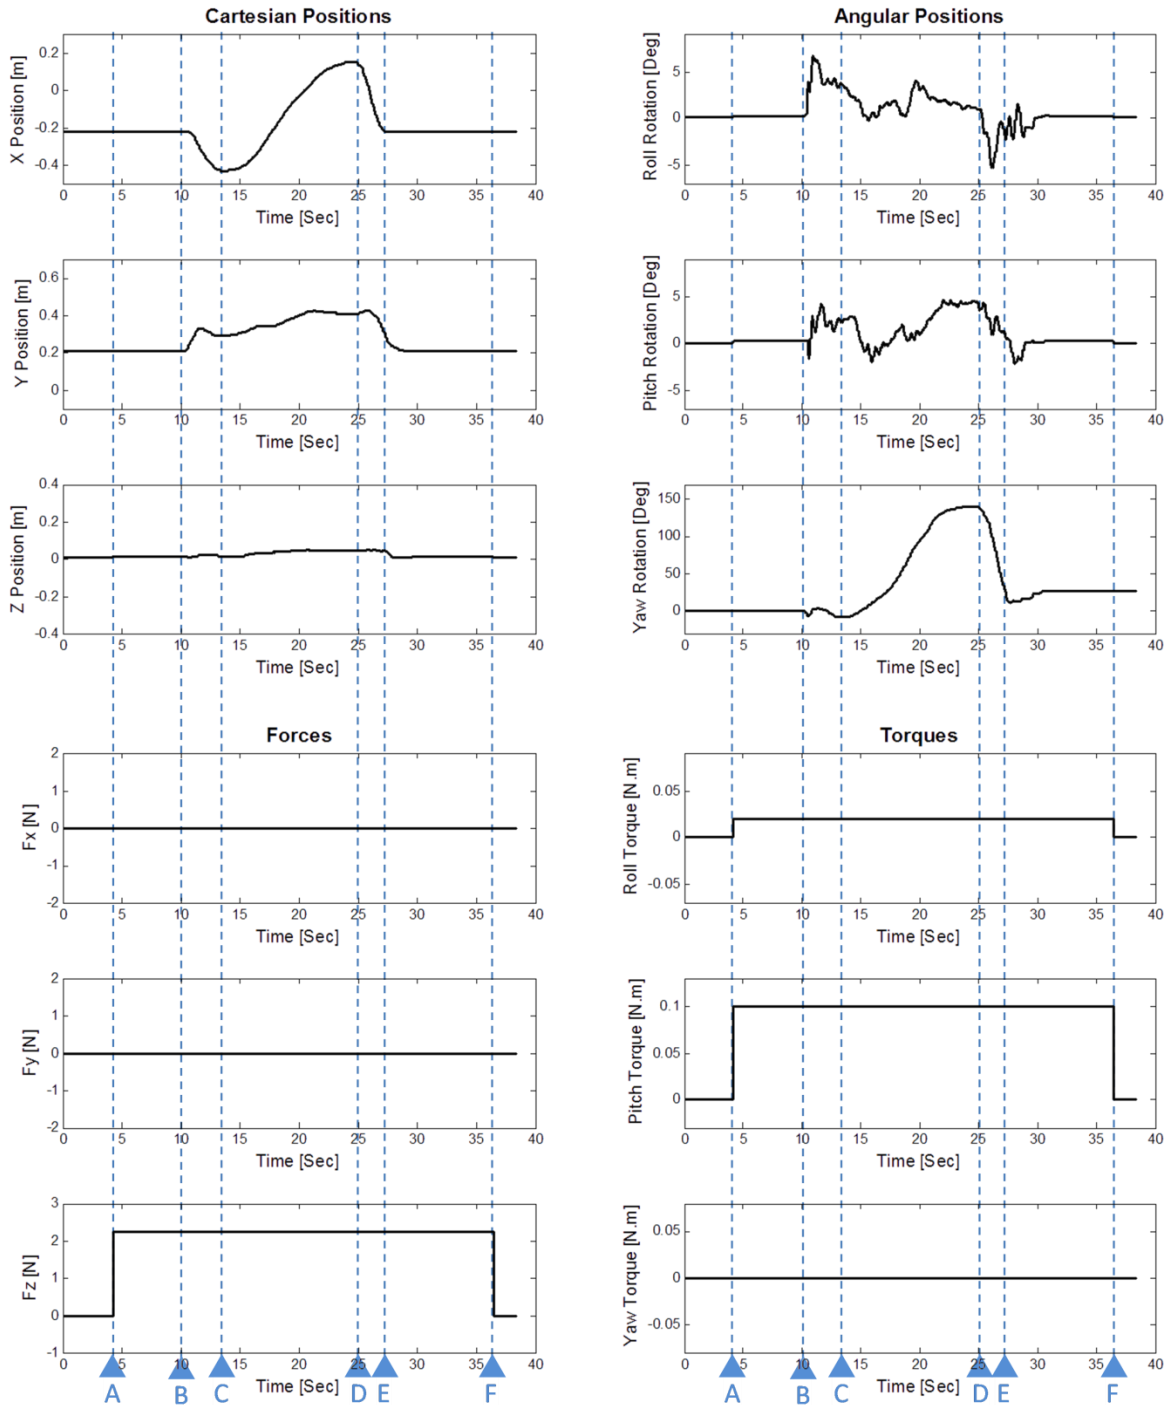 Cartesian Positions
X Position [m]
0.2
0
-0.2
-0.4
0 5 10 15 20 25 30 35 40
Time [Sec]
Y Position [m]
0.6
0.4
0.2
0
0 5 10 15 20 25 30 35 40
Time [Sec]
Z Position [m]
0.4
0.2
0
-0.2
-0.4
0 5 10 15 20 25 30 35 40
Time [Sec]
Angular Positions
Roll Rotation [Deg]
5
0
-5
0 5 10 15 20 25 30 35 40
Time [Sec]
Pitch Rotation [Deg]
5
0
-5
0 5 10 15 20 25 30 35 40
Time [Sec]
Yaw Rotation [Deg]
150
100
50
0
0 5 10 15 20 25 30 35 40
Time [Sec]
Forces
Fx [N]
2
1
0
-1
-2
0 5 10 15 20 25 30 35 40
Time [Sec]
Fy [N]
2
1
0
-1
-2
0 5 10 15 20 25 30 35 40
Time [Sec]
Fz [N]
3
2
1
0
-1
0 5 10 15 20 25 30 35 40
Time [Sec]
A B C D E F
Torques
Roll Torque [N.m]
0.05
0
-0.05
0 5 10 15 20 25 30 35 40
Time [Sec]
Pitch Torque [N.m]
0.1
0.05
0
0 5 10 15 20 25 30 35 40
Time [Sec]
Yaw Torque [N.m]
0.05
0
-0.05
0 5 10 15 20 25 30 35 40
Time [Sec]
A B C D E F